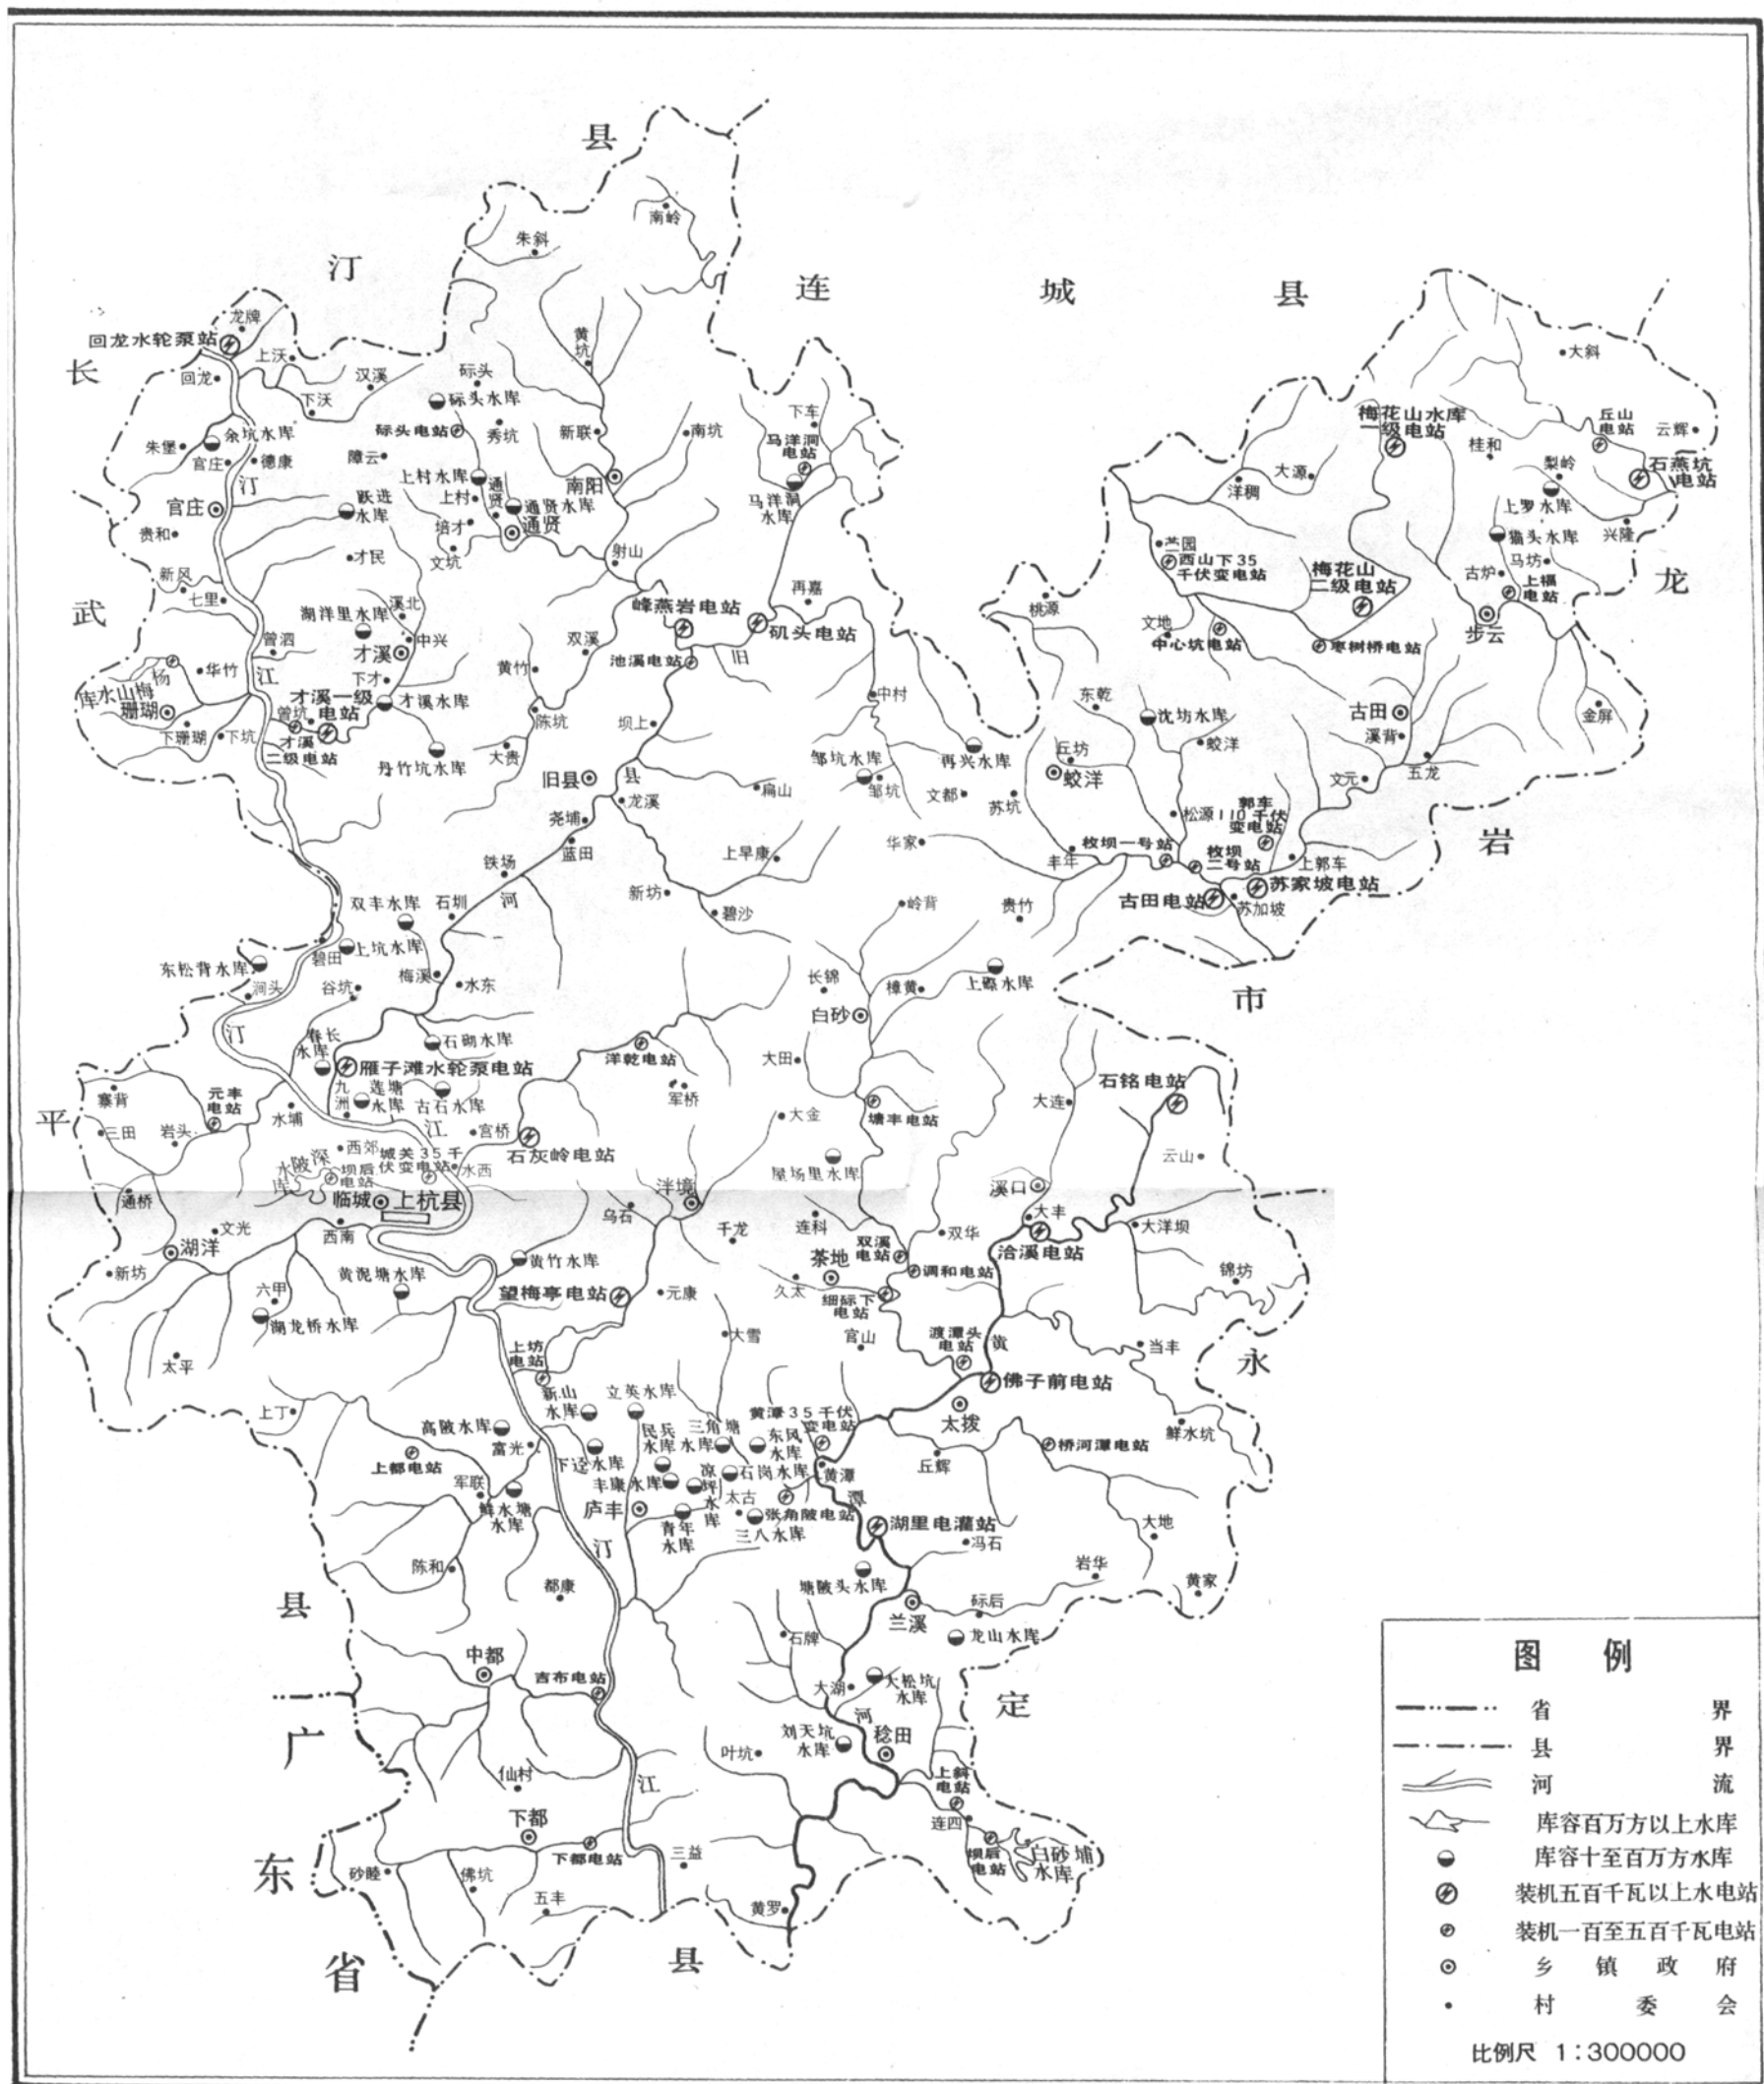 县
南岭
朱斜
汀
连
城
县
龙牌
回龙水轮泵站
上沃
长
回龙
下沃
汉溪
黄坑
碌头
碌头水库
碌头电站
秀坑
新联
南坑
下车
马洋洞
电站
大斜
梅花山水库
一级电站
丘山
电站
云辉
桂和
朱堡
余坑水库
官庄
德康
障云
上村水库
上村
通贤
通贤水库
通贤
南阳
马洋洞
水库
大源
洋稠
梨岭
石燕坑
电站
上罗水库
汀
官庄
跃进
水库
培才
文坑
猫头水库
兴隆
贵和
才民
射山
兰园
西山下35
千伏变电站
梅花山
二级电站
马坊
古炉
上福
电站
龙
新风
七里
武
湖洋里水库
溪北
中兴
峰燕岩电站
再嘉
矶头电站
桃源
文地
中心坑电站
枣树桥电站
步云
曾泗
才溪
双溪
池溪电站
旧
杨梅山水库
华竹
江
下才
黄竹
中村
东乾
珊瑚
才溪一级
电站
曾坑
才溪水库
沈坊水库
古田
金屏
下珊瑚
下坑
才溪
二级电站
丹竹坑水库
陈坑
大贵
坝上
邹坑水库
再兴水库
丘坊
蛟洋
溪背
旧县
县
龙溪
扁山
邹坑
文都
苏坑
蛟洋
文元
五龙
尧埔
蓝田
松源110千伏
郭车
变电站
岩
铁场
上早康
华家
丰年
枚坝一号站
枚坝
二号站
上郭车
苏家坡电站
双丰水库
石圳
河
新坊
碧沙
岭背
贵竹
古田电站
苏加坡
碧田
上坑水库
东松背水库
涧头
谷坑
梅溪
水东
长锦
樟黄
上磜水库
市
汀
白砂
春长
水库
石砌水库
雁子滩水轮泵电站
洋乾电站
大田
石铭电站
寨背
元丰
电站
九洲
莲塘
水库
古石水库
军桥
大金
塘丰电站
大连
平
三田
岩头
水埔
江
官桥
石灰岭电站
云山
深陂水库
西郊
坝后
电站
城关35千
伏变电站
水西
屋场里水库
溪口
通桥
临城
上杭县
泮境
大丰
文光
西南
乌石
千龙
连科
双华
大洋坝
湖洋
黄竹水库
茶地
双溪
电站
洽溪电站
新坊
黄泥塘水库
望梅亭电站
元康
久太
调和电站
锦坊
六甲
细碌下
电站
湖龙桥水库
大雪
官山
渡潭头
电站
黄
当丰
永
太平
上坊
电站
佛子前电站
新山
水库
立英水库
太拔
上丁
高陂水库
民兵
水库
三角塘
水库
黄潭35千伏
变电站
东风
水库
鲜水坑
富光
上都电站
下迳水库
丰康水库
凉坪水库
石岗水库
黄潭
丘辉
桥河潭电站
军联
鲜水塘
水库
庐丰
太古
张角陂电站
潭
青年
水库
三八水库
湖里电灌站
大地
汀
冯石
陈和
都康
塘陂头水库
岩华
黄家
县
兰溪
碌后
石牌
龙山水库
中都
吉布电站
大湖
大松坑
水库
定
广
河
刘天坑
水库
稔田
叶坑
仙村
江
上斜
电站
下都
连四
东
下都电站
三益
坝后
电站
白砂埔
水库
砂睦
佛坑
五丰
黄罗
省
县
图 例
省 界
县 界
河 流
库容百万方以上水库
库容十至百万方水库
装机五百千瓦以上水电站
装机一百至五百千瓦电站
乡 镇 政 府
村 委 会
比例尺 1:300000